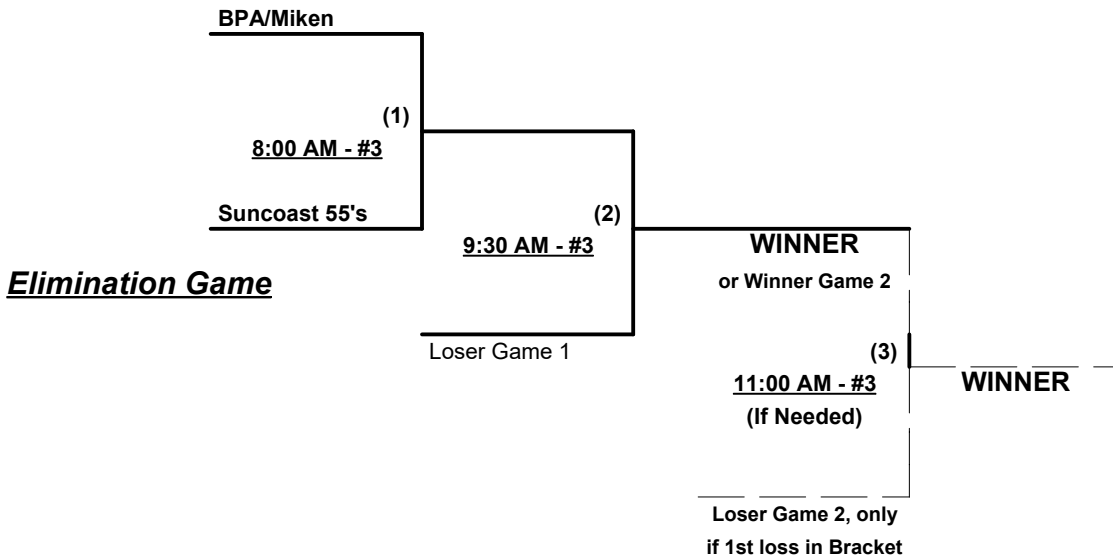 BPA/Miken
(1)
8:00 AM - #3
Suncoast 55's
(2)
9:30 AM - #3
WINNER
or Winner Game 2
Elimination Game
Loser Game 1
(3)
11:00 AM - #3
(If Needed)
WINNER
Loser Game 2, only
if 1st loss in Bracket